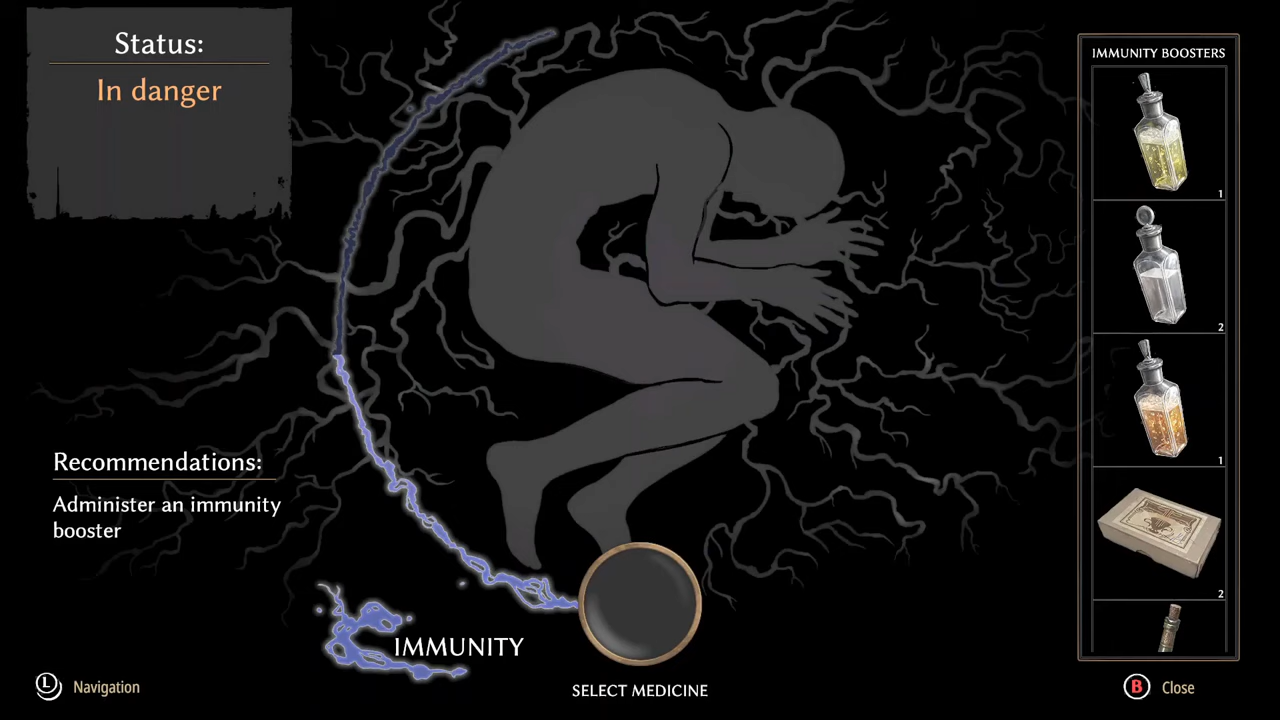 Status:
In danger
IMMUNITY BOOSTERS
1
2
1
2
Recommendations:
Administer an immunity
booster
IMMUNITY
L Navigation
SELECT MEDICINE
B Close